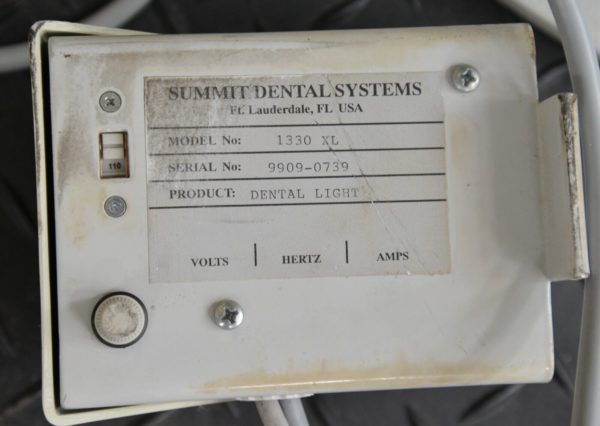 SUMMIT DENTAL SYSTEMS
Ft. Lauderdale, FL USA
MODEL No: 1330 XL
SERIAL No: 9909-0739
PRODUCT: DENTAL LIGHT
VOLTS | HERTZ | AMPS
110